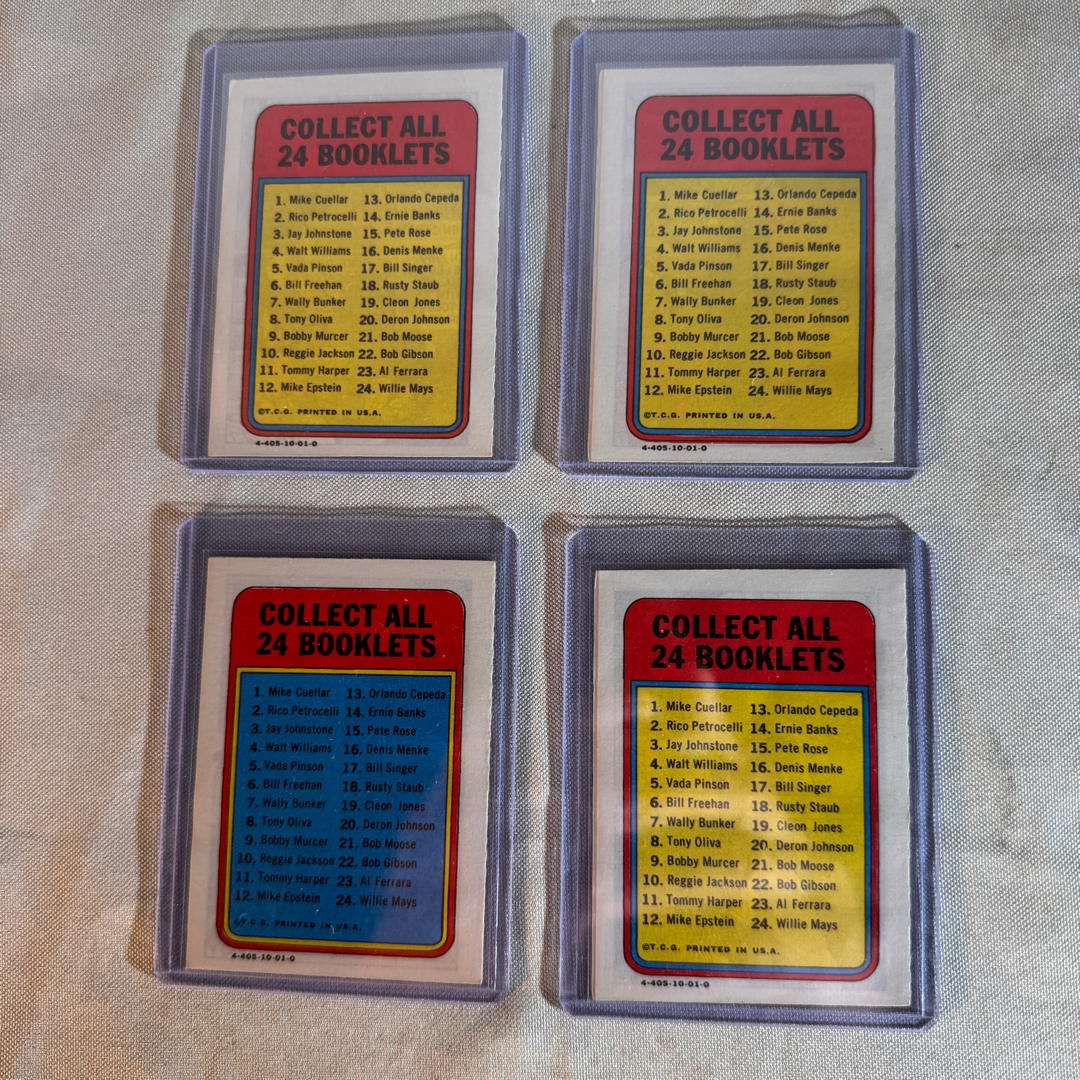 COLLECT ALL
24 BOOKLETS
1. Mike Cuellar 13. Orlando Cepeda
2. Rico Petrocelli 14. Ernie Banks
3. Jay Johnstone 15. Pete Rose
4. Walt Williams 16. Denis Menke
5. Vada Pinson 17. Bill Singer
6. Bill Freehan 18. Rusty Staub
7. Wally Bunker 19. Cleon Jones
8. Tony Oliva 20. Deron Johnson
9. Bobby Murcer 21. Bob Moose
10. Reggie Jackson 22. Bob Gibson
11. Tommy Harper 23. Al Ferrara
12. Mike Epstein 24. Willie Mays
©T.C.G. PRINTED IN U.S.A.
4-405-10-01-0
COLLECT ALL
24 BOOKLETS
1. Mike Cuellar 13. Orlando Cepeda
2. Rico Petrocelli 14. Ernie Banks
3. Jay Johnstone 15. Pete Rose
4. Walt Williams 16. Denis Menke
5. Vada Pinson 17. Bill Singer
6. Bill Freehan 18. Rusty Staub
7. Wally Bunker 19. Cleon Jones
8. Tony Oliva 20. Deron Johnson
9. Bobby Murcer 21. Bob Moose
10. Reggie Jackson 22. Bob Gibson
11. Tommy Harper 23. Al Ferrara
12. Mike Epstein 24. Willie Mays
©T.C.G. PRINTED IN U.S.A.
4-405-10-01-0
COLLECT ALL
24 BOOKLETS
1. Mike Cuellar 13. Orlando Cepeda
2. Rico Petrocelli 14. Ernie Banks
3. Jay Johnstone 15. Pete Rose
4. Walt Williams 16. Denis Menke
5. Vada Pinson 17. Bill Singer
6. Bill Freehan 18. Rusty Staub
7. Wally Bunker 19. Cleon Jones
8. Tony Oliva 20. Deron Johnson
9. Bobby Murcer 21. Bob Moose
10. Reggie Jackson 22. Bob Gibson
11. Tommy Harper 23. Al Ferrara
12. Mike Epstein 24. Willie Mays
©T.C.G. PRINTED IN U.S.A.
4-405-10-01-0
COLLECT ALL
24 BOOKLETS
1. Mike Cuellar 13. Orlando Cepeda
2. Rico Petrocelli 14. Ernie Banks
3. Jay Johnstone 15. Pete Rose
4. Walt Williams 16. Denis Menke
5. Vada Pinson 17. Bill Singer
6. Bill Freehan 18. Rusty Staub
7. Wally Bunker 19. Cleon Jones
8. Tony Oliva 20. Deron Johnson
9. Bobby Murcer 21. Bob Moose
10. Reggie Jackson 22. Bob Gibson
11. Tommy Harper 23. Al Ferrara
12. Mike Epstein 24. Willie Mays
©T.C.G. PRINTED IN U.S.A.
4-405-10-01-0